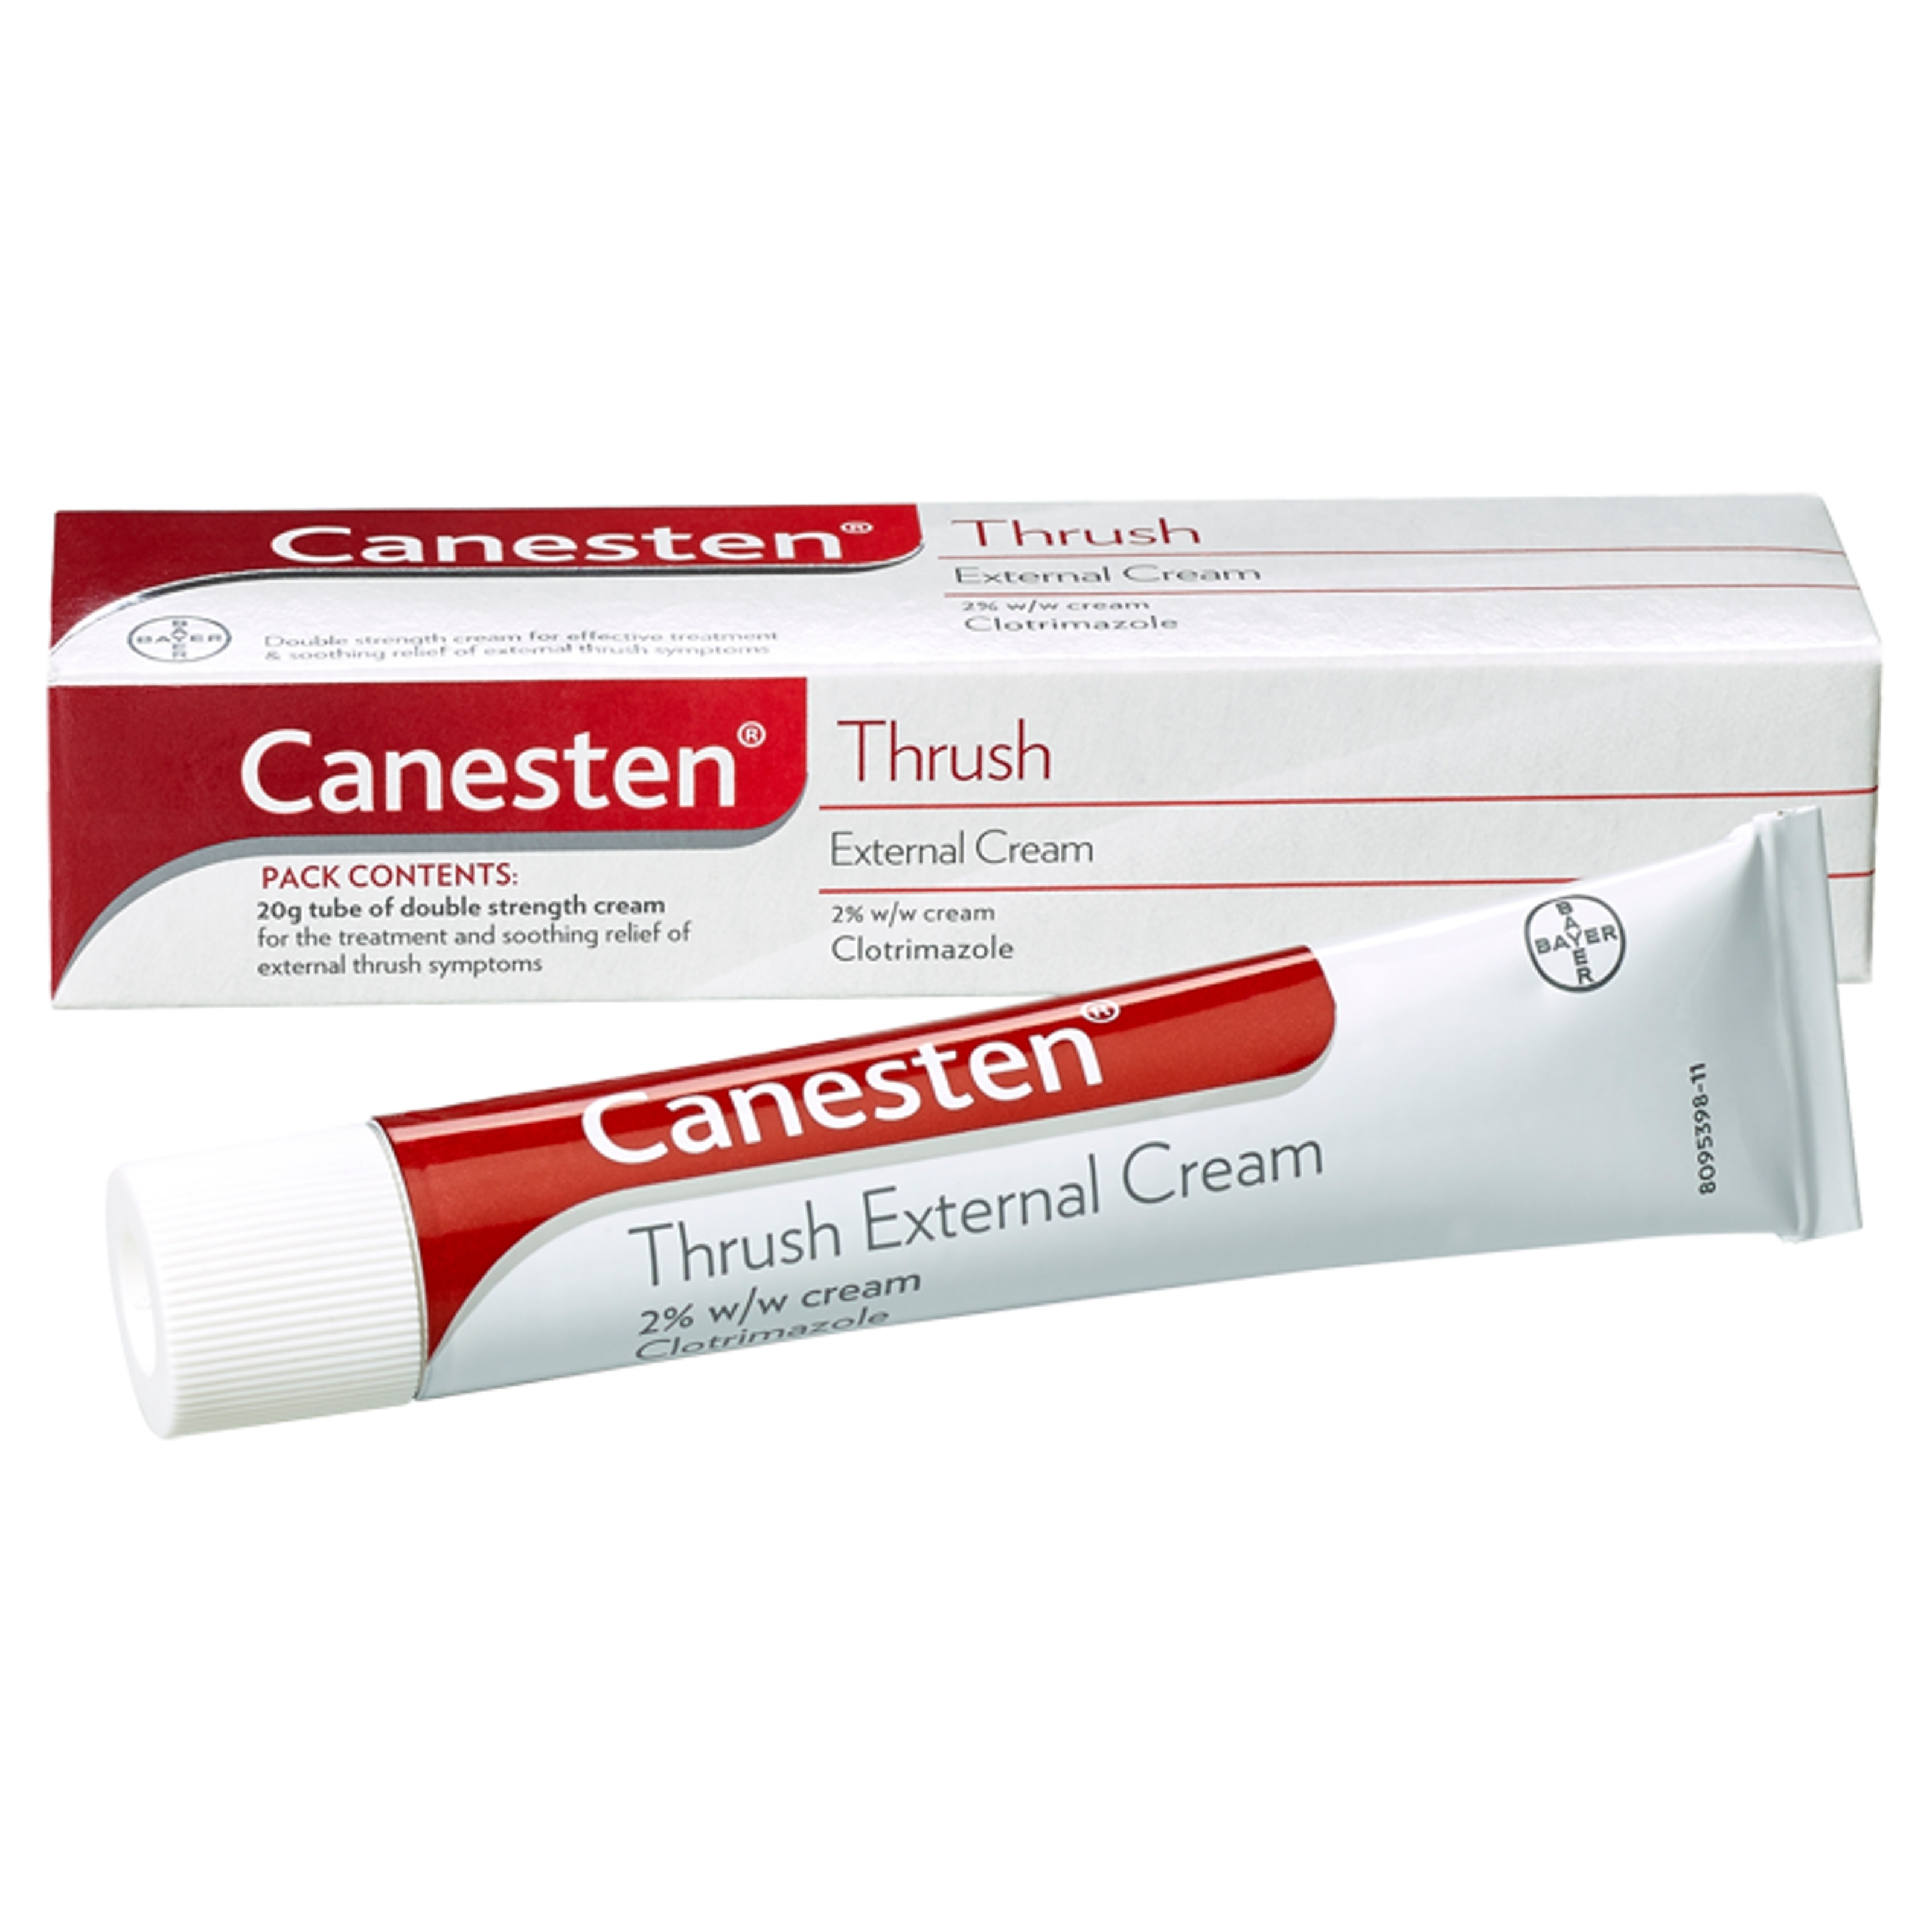 Canesten®
Thrush
External Cream
2% w/w cream
Clotrimazole
BAYER
BAYER
Double strength cream for effective treatment
& soothing relief of external thrush symptoms
Canesten®
Thrush
External Cream
2% w/w cream
Clotrimazole
PACK CONTENTS:
20g tube of double strength cream
for the treatment and soothing relief of
external thrush symptoms
Canesten®
Thrush External Cream
2% w/w cream
Clotrimazole
BAYER
BAYER
8095398-11